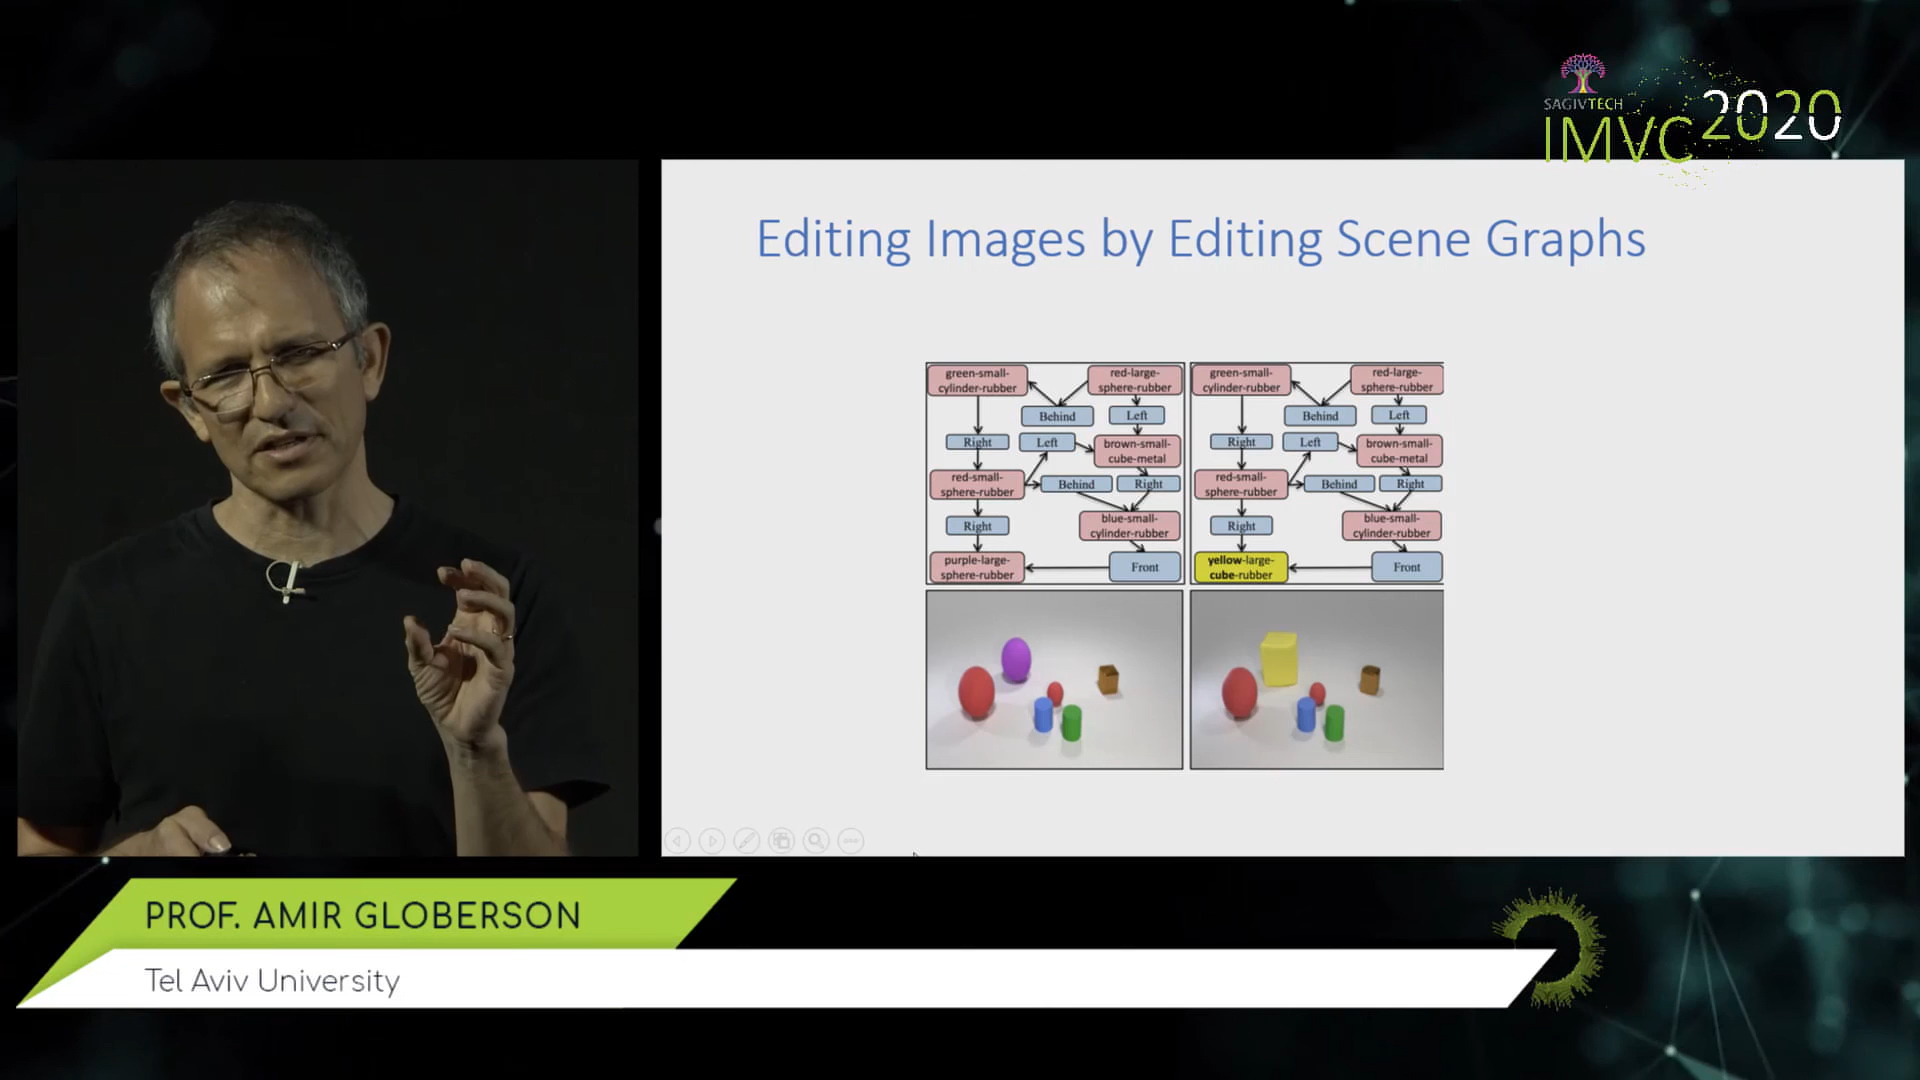 SAGIVTECH
IMVC 2020
Editing Images by Editing Scene Graphs
green-small-
cylinder-rubber
red-large-
sphere-rubber
Behind
Left
Right
Left
brown-small-
cube-metal
red-small-
sphere-rubber
Behind
Right
Right
blue-small-
cylinder-rubber
purple-large-
sphere-rubber
Front
green-small-
cylinder-rubber
red-large-
sphere-rubber
Behind
Left
Right
Left
brown-small-
cube-metal
red-small-
sphere-rubber
Behind
Right
Right
blue-small-
cylinder-rubber
yellow-large-
cube-rubber
Front
PROF. AMIR GLOBERSON
Tel Aviv University